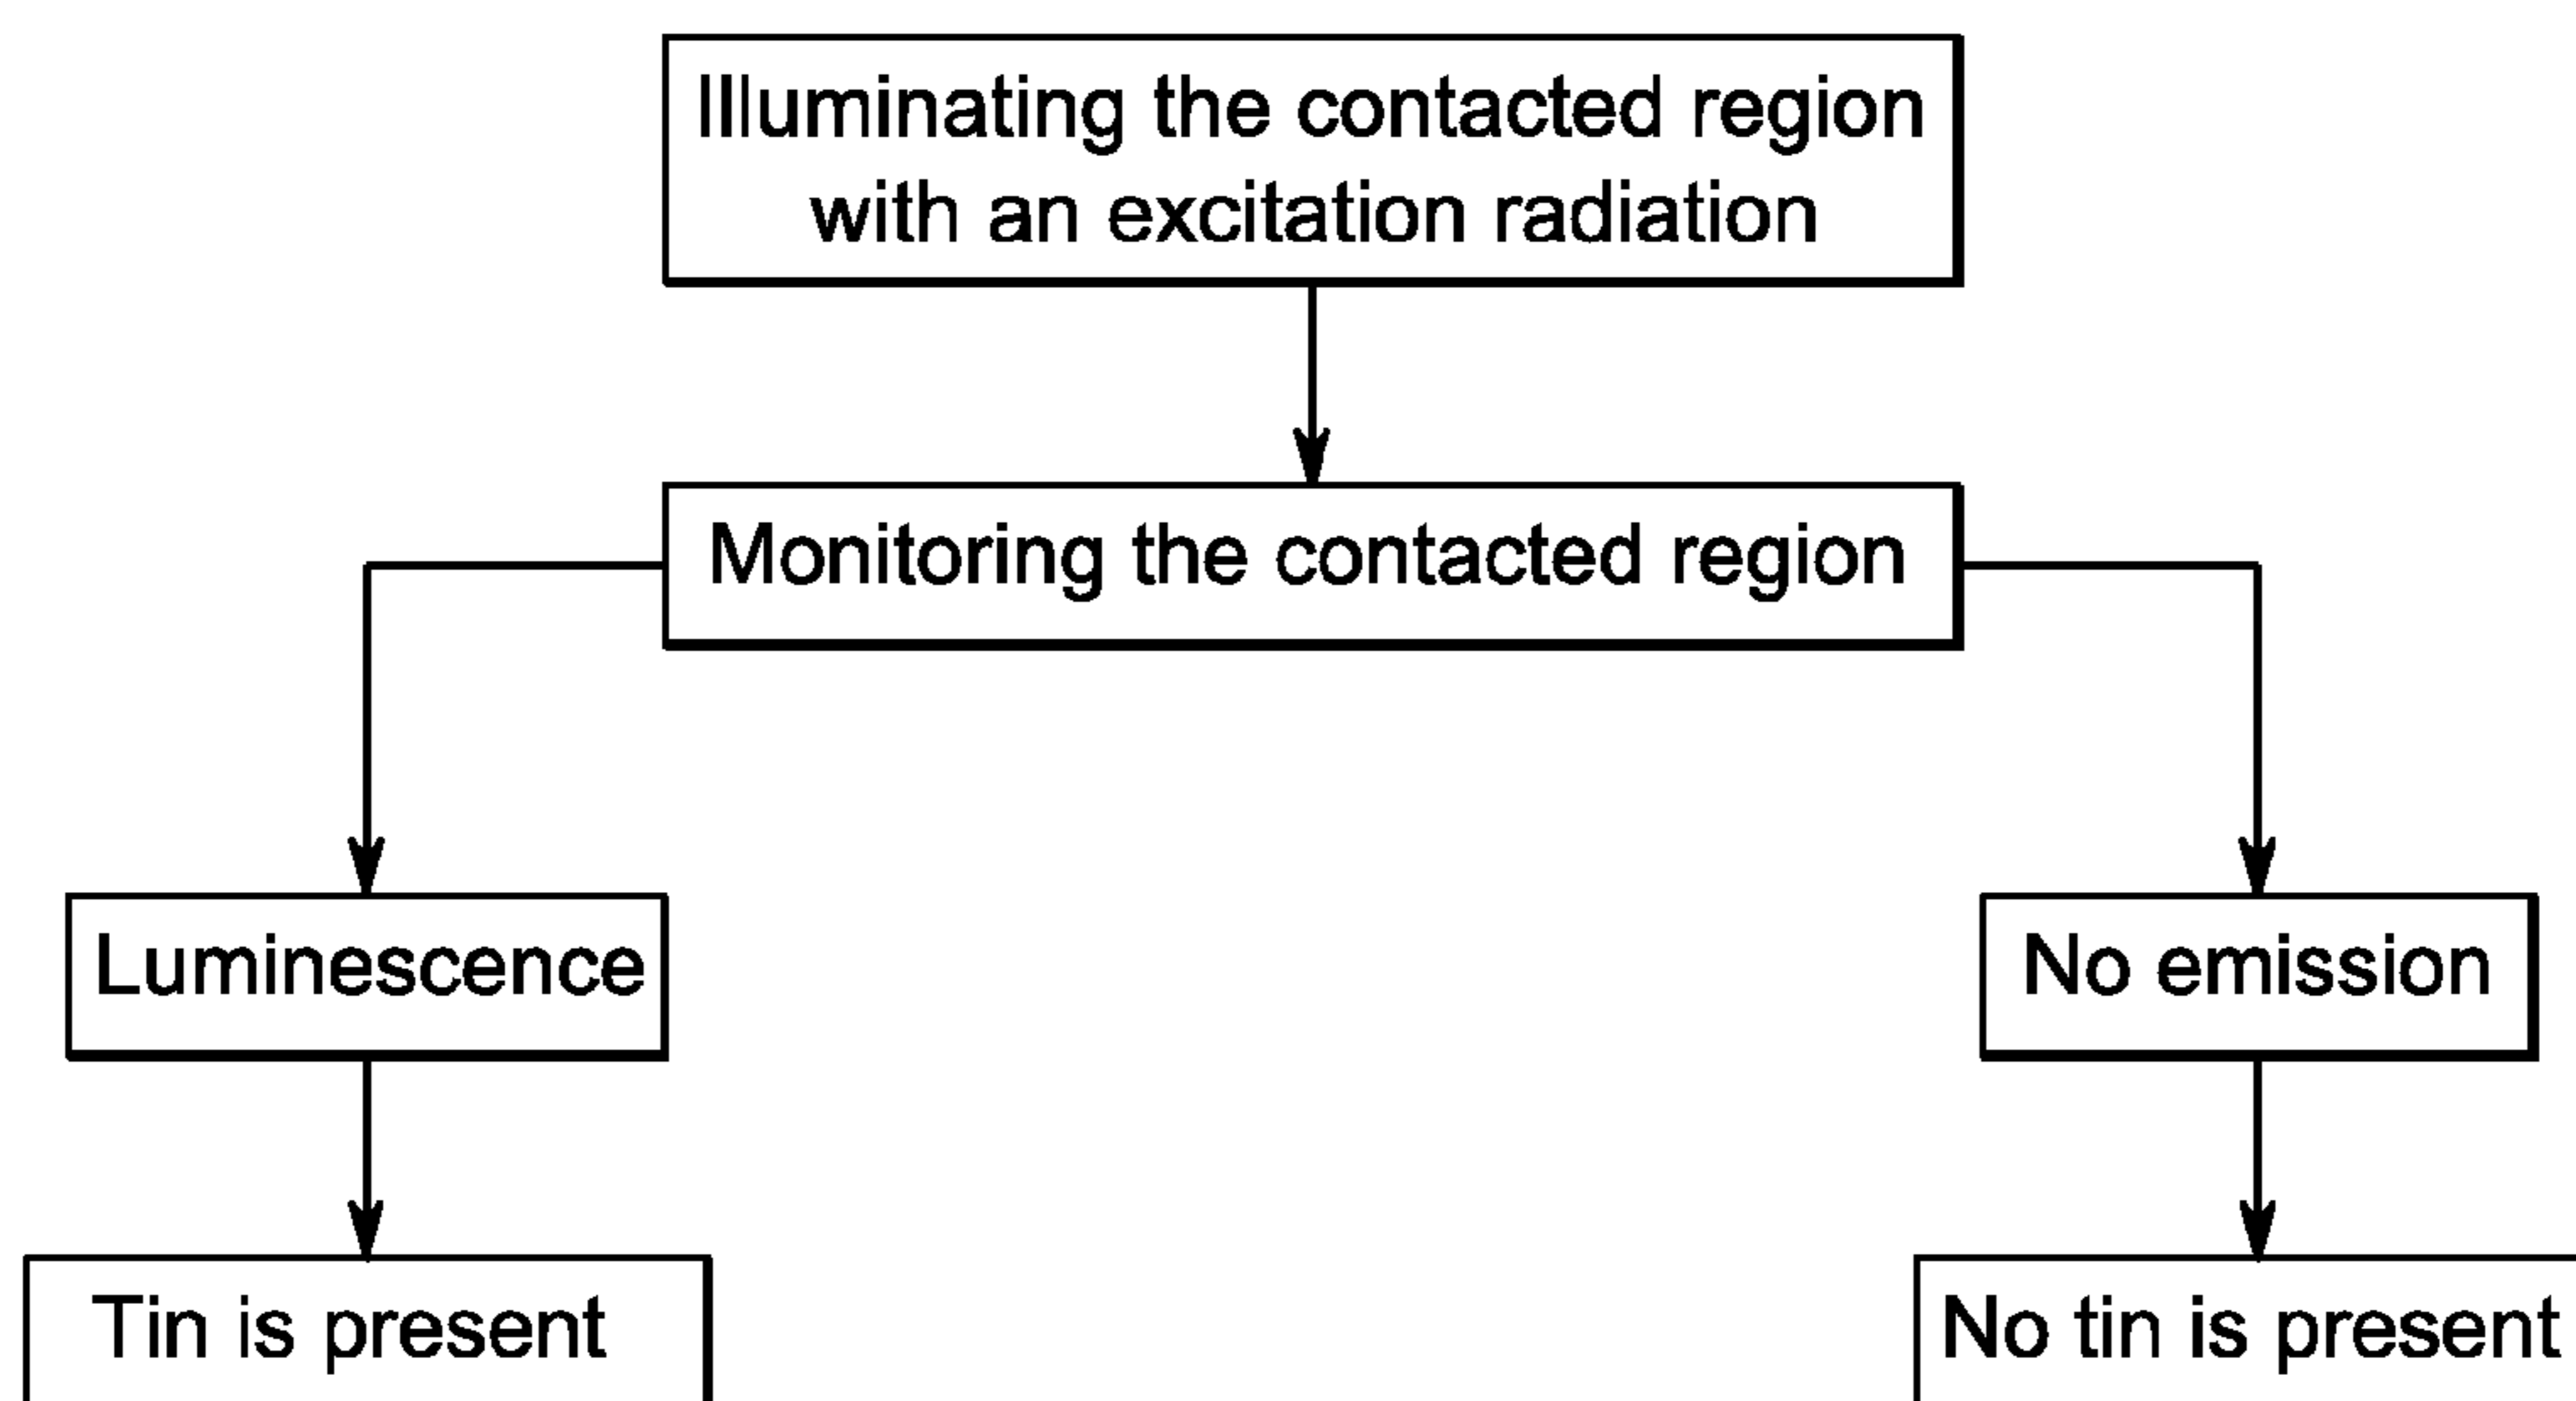 Illuminating the contacted region
with an excitation radiation
Monitoring the contacted region
Luminescence
No emission
Tin is present
No tin is present